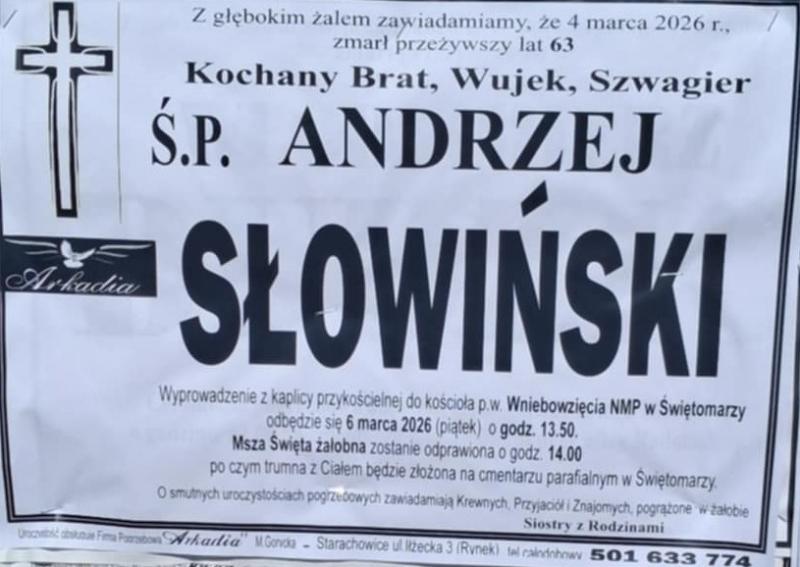 Z głębokim żalem zawiadamiamy, że 4 marca 2026 r.,
zmarł przeżywszy lat 63
Kochany Brat, Wujek, Szwagier
Ś.P. ANDRZEJ
SŁOWIŃSKI
Arkadia
Wyprowadzenie z kaplicy przykościelnej do kościoła p.w. Wniebowzięcia NMP w Świętomarzy
odbędzie się 6 marca 2026 (piątek) o godz. 13.50.
Msza Święta żałobna zostanie odprawiona o godz. 14.00
po czym trumna z Ciałem będzie złożona na cmentarzu parafialnym w Świętomarzy.
O smutnych uroczystościach pogrzebowych zawiadamiają Krewnych, Przyjaciół i Znajomych, pogrążone w żałobie
Siostry z Rodzinami
Uroczystość obsługuje Firma Pogrzebowa "Arkadia" M.Gonicka – Starachowice ul. Iłżecka 3 (Rynek) tel. całodobowy 501 633 774